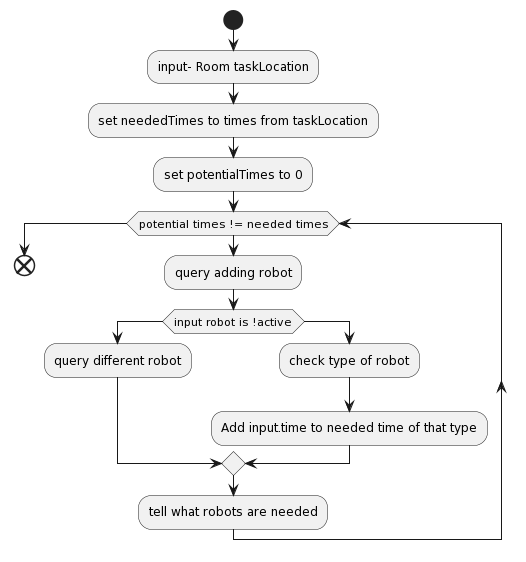 input- Room taskLocation
set neededTimes to times from taskLocation
set potentialTimes to 0
potential times != needed times
query adding robot
input robot is !active
query different robot
check type of robot
Add input.time to needed time of that type
tell what robots are needed